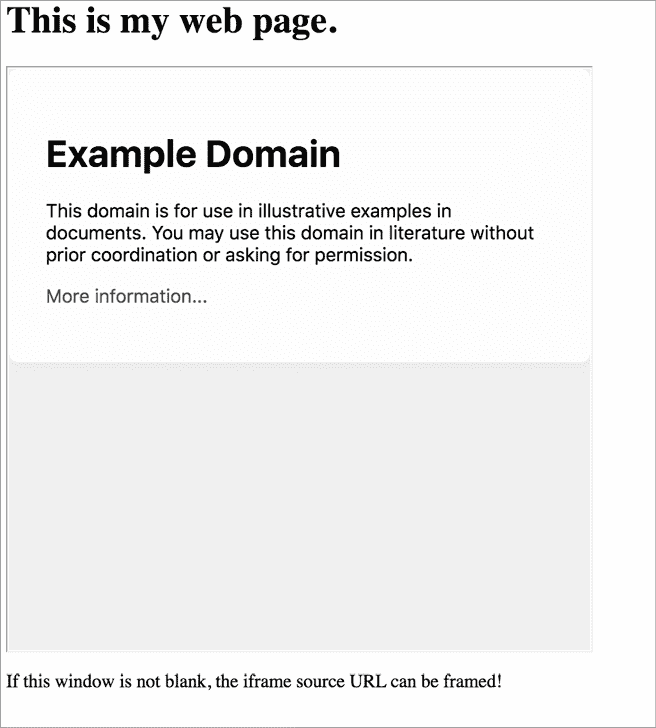 This is my web page.
Example Domain
This domain is for use in illustrative examples in
documents. You may use this domain in literature without
prior coordination or asking for permission.
More information...
If this window is not blank, the iframe source URL can be framed!